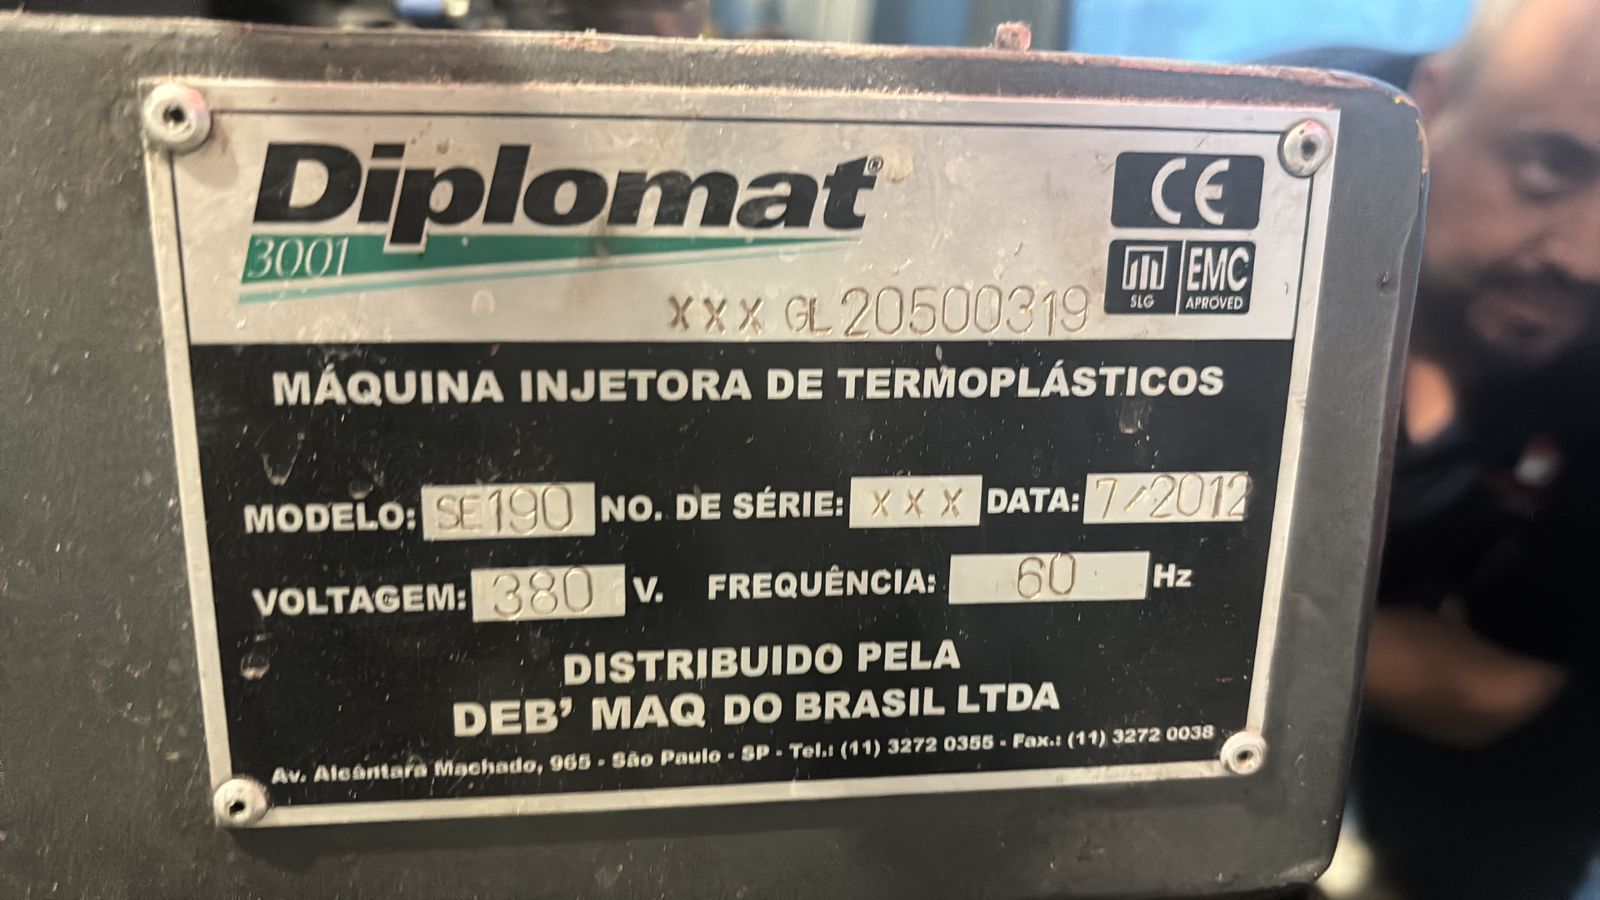 Diplomat®
3001
CE
SLG EMC APROVED
XXX GL20500319
MÁQUINA INJETORA DE TERMOPLÁSTICOS
MODELO: SE190 NO. DE SÉRIE: XXX DATA: 7/2012
VOLTAGEM: 380 V. FREQUÊNCIA: 60 Hz
DISTRIBUIDO PELA
DEB' MAQ DO BRASIL LTDA
Av. Alcântara Machado, 965 - São Paulo - SP - Tel.: (11) 3272 0355 - Fax.: (11) 3272 0038